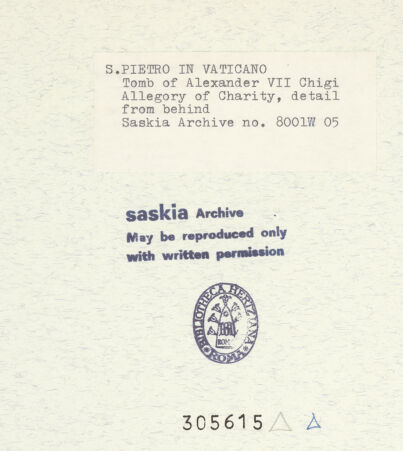 S.PIETRO IN VATICANO
Tomb of Alexander VII Chigi
Allegory of Charity, detail
from behind
Saskia Archive no. 8001W 05
saskia Archive
May be reproduced only
with written permission
BIBLIOTHECA HERTZIANA
ROMA
305615